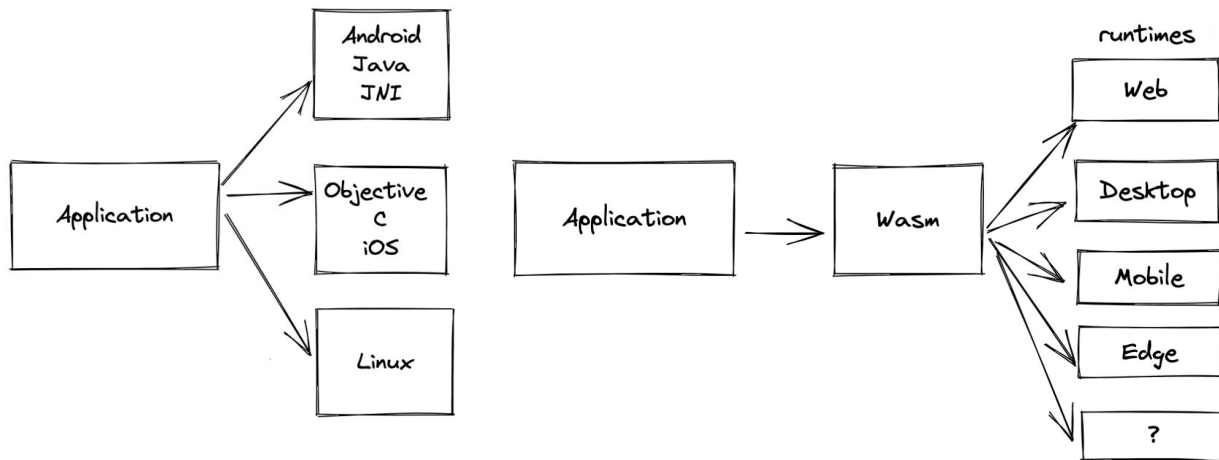 Application
Android
Java
JNI
Objective
C
iOS
Linux
Application
Wasm
runtimes
Web
Desktop
Mobile
Edge
?